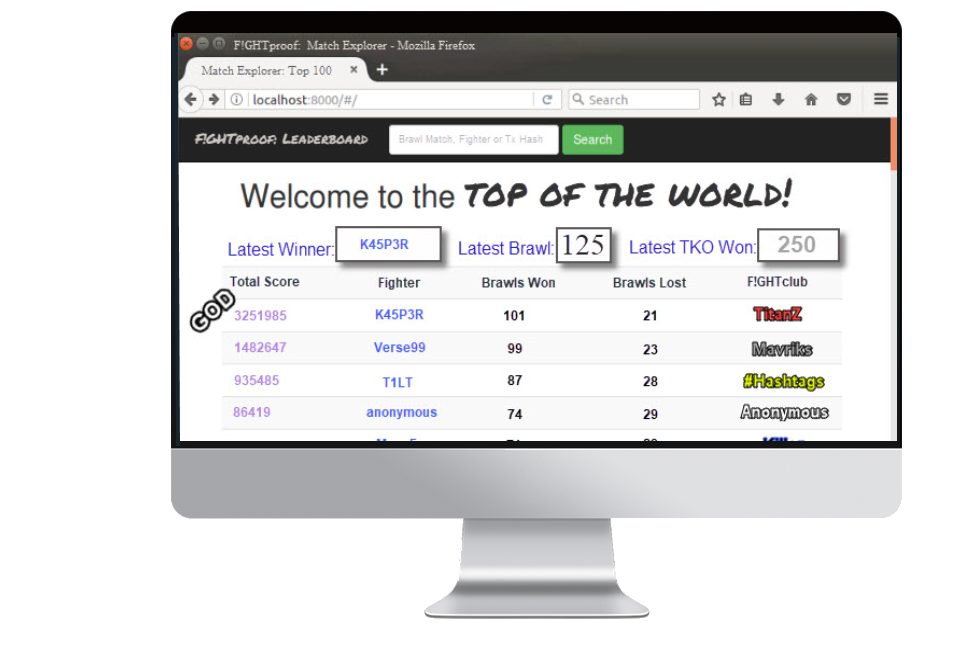 F!GHTproof: Match Explorer - Mozilla Firefox
Match Explorer: Top 100
localhost:8000/#/
Search
F!GHTproof: Leaderboard
Brawl Match, Fighter or Tx Hash
Search
Welcome to the TOP OF THE WORLD!
Latest Winner: K45P3R Latest Brawl: 125 Latest TKO Won: 250
Total Score Fighter Brawls Won Brawls Lost F!GHTclub
GOD
3251985 K45P3R 101 21 TitanZ
1482647 Verse99 99 23 Mavriks
935485 T1LT 87 28 #Hashtags
86419 anonymous 74 29 Anonymous